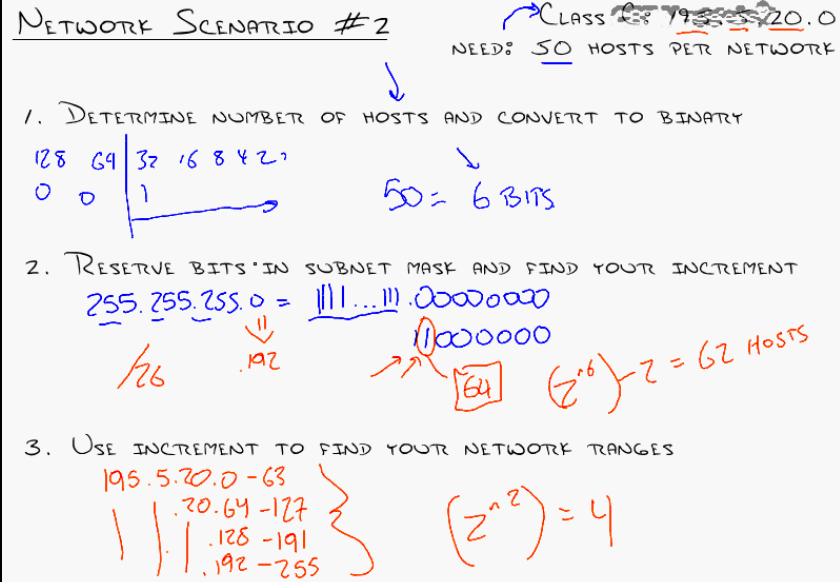 NETWORK SCENARIO #2
CLASS C: 195.5.20.0
NEED: 50 HOSTS PER NETWORK
1. DETERMINE NUMBER OF HOSTS AND CONVERT TO BINARY
128 64 32 16 8 4 2 1
0 0 1
50 = 6 BITS
2. RESERVE BITS IN SUBNET MASK AND FIND YOUR INCREMENT
255.255.255.0 = 1111...111.00000000
11000000
/26 .192
64 (2^6)-2 = 62 HOSTS
3. USE INCREMENT TO FIND YOUR NETWORK RANGES
195.5.20.0-63
.20.64-127
.128-191
.192-255
(2^2) = 4